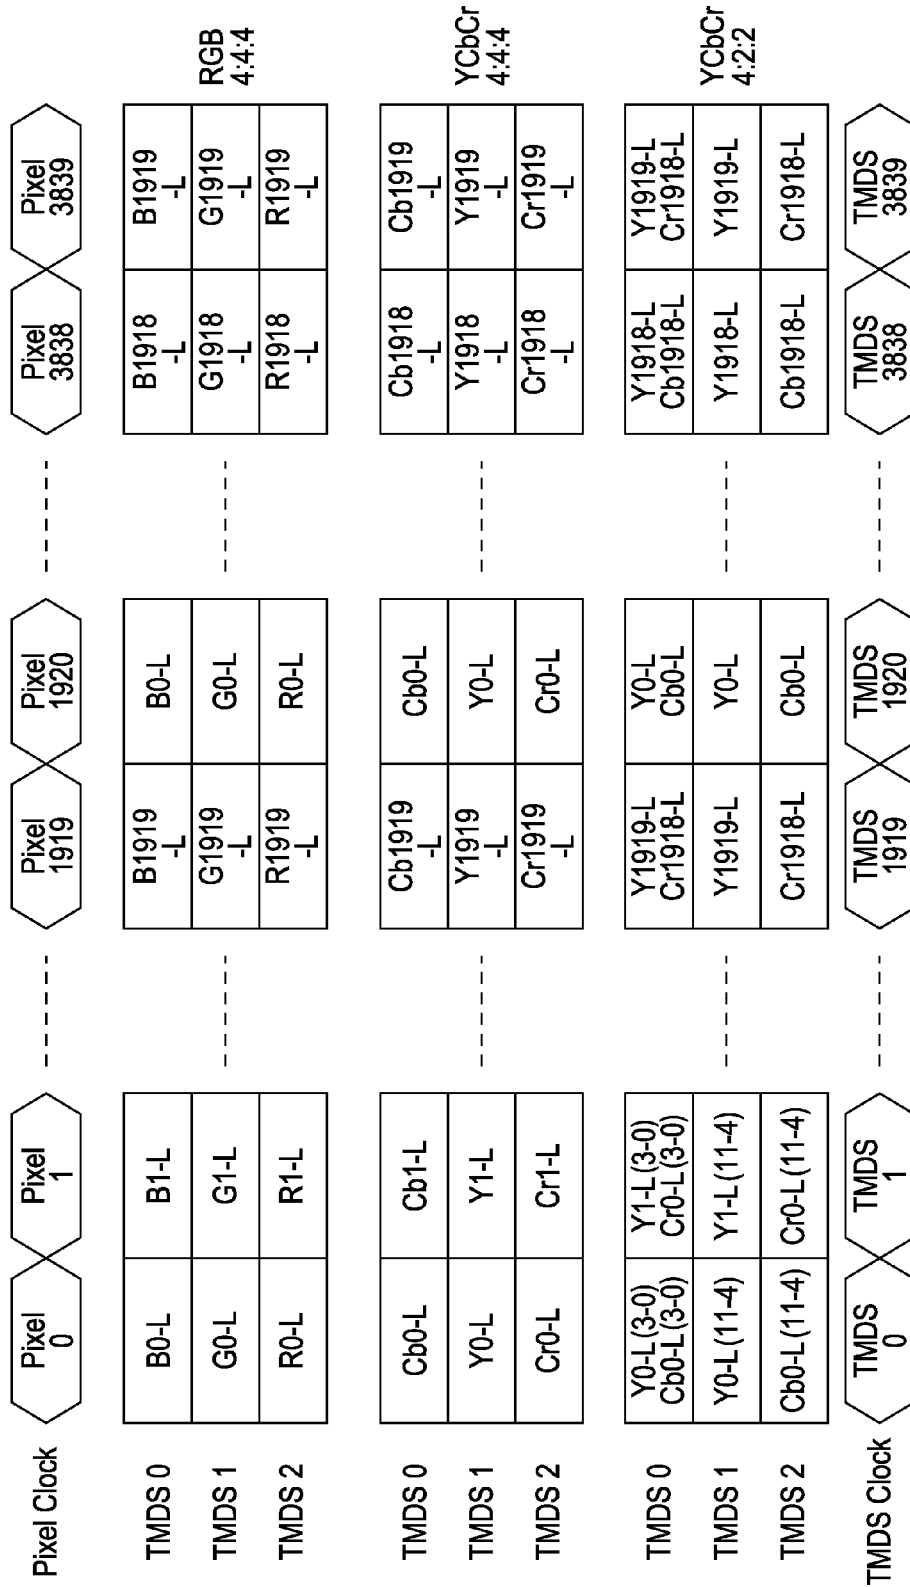 Pixel Clock
Pixel
0
Pixel
1
Pixel
1919
Pixel
1920
Pixel
3838
Pixel
3839
TMDS 0
B0-L
B1-L
B1919
-L
B0-L
B1918
-L
B1919
-L
TMDS 1
G0-L
G1-L
G1919
-L
G0-L
G1918
-L
G1919
-L
TMDS 2
R0-L
R1-L
R1919
-L
R0-L
R1918
-L
R1919
-L
RGB
4:4:4
TMDS 0
Cb0-L
Cb1-L
Cb1919
-L
Cb0-L
Cb1918
-L
Cb1919
-L
TMDS 1
Y0-L
Y1-L
Y1919
-L
Y0-L
Y1918
-L
Y1919
-L
TMDS 2
Cr0-L
Cr1-L
Cr1919
-L
Cr0-L
Cr1918
-L
Cr1919
-L
YCbCr
4:4:4
TMDS 0
Y0-L(3-0)
Cb0-L(3-0)
Y1-L(3-0)
Cr0-L(3-0)
Y1919-L
Cr1918-L
Y0-L
Cb0-L
Y1918-L
Cb1918-L
Y1919-L
Cr1918-L
TMDS 1
Y0-L(11-4)
Y1-L(11-4)
Y1919-L
Y0-L
Y1918-L
Y1919-L
TMDS 2
Cb0-L(11-4)
Cr0-L(11-4)
Cr1918-L
Cb0-L
Cb1918-L
Cr1918-L
YCbCr
4:2:2
TMDS Clock
TMDS
0
TMDS
1
TMDS
1919
TMDS
1920
TMDS
3838
TMDS
3839